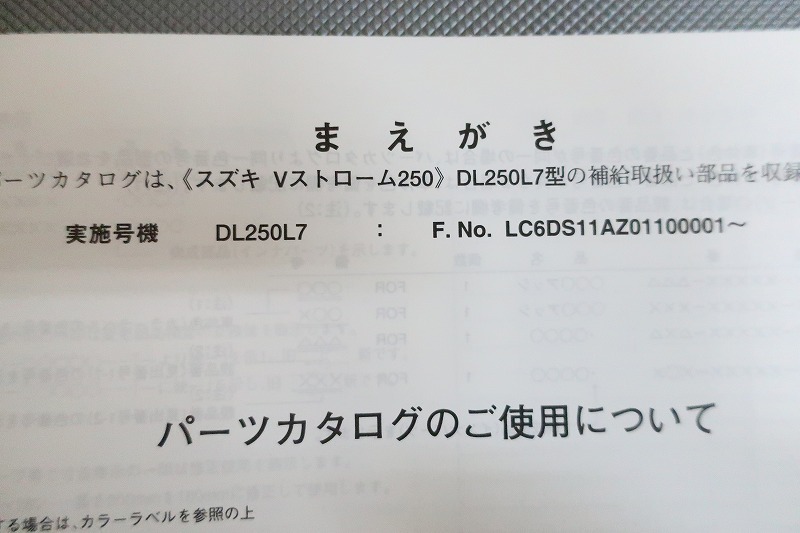 まえがき
ーツカタログは、《スズキ Vストローム250》DL250L7型の補給取扱い部品を収録
実施号機 DL250L7 : F. No. LC6DS11AZ01100001～
パーツカタログのご使用について
する場合は、カラーラベルを参照の上